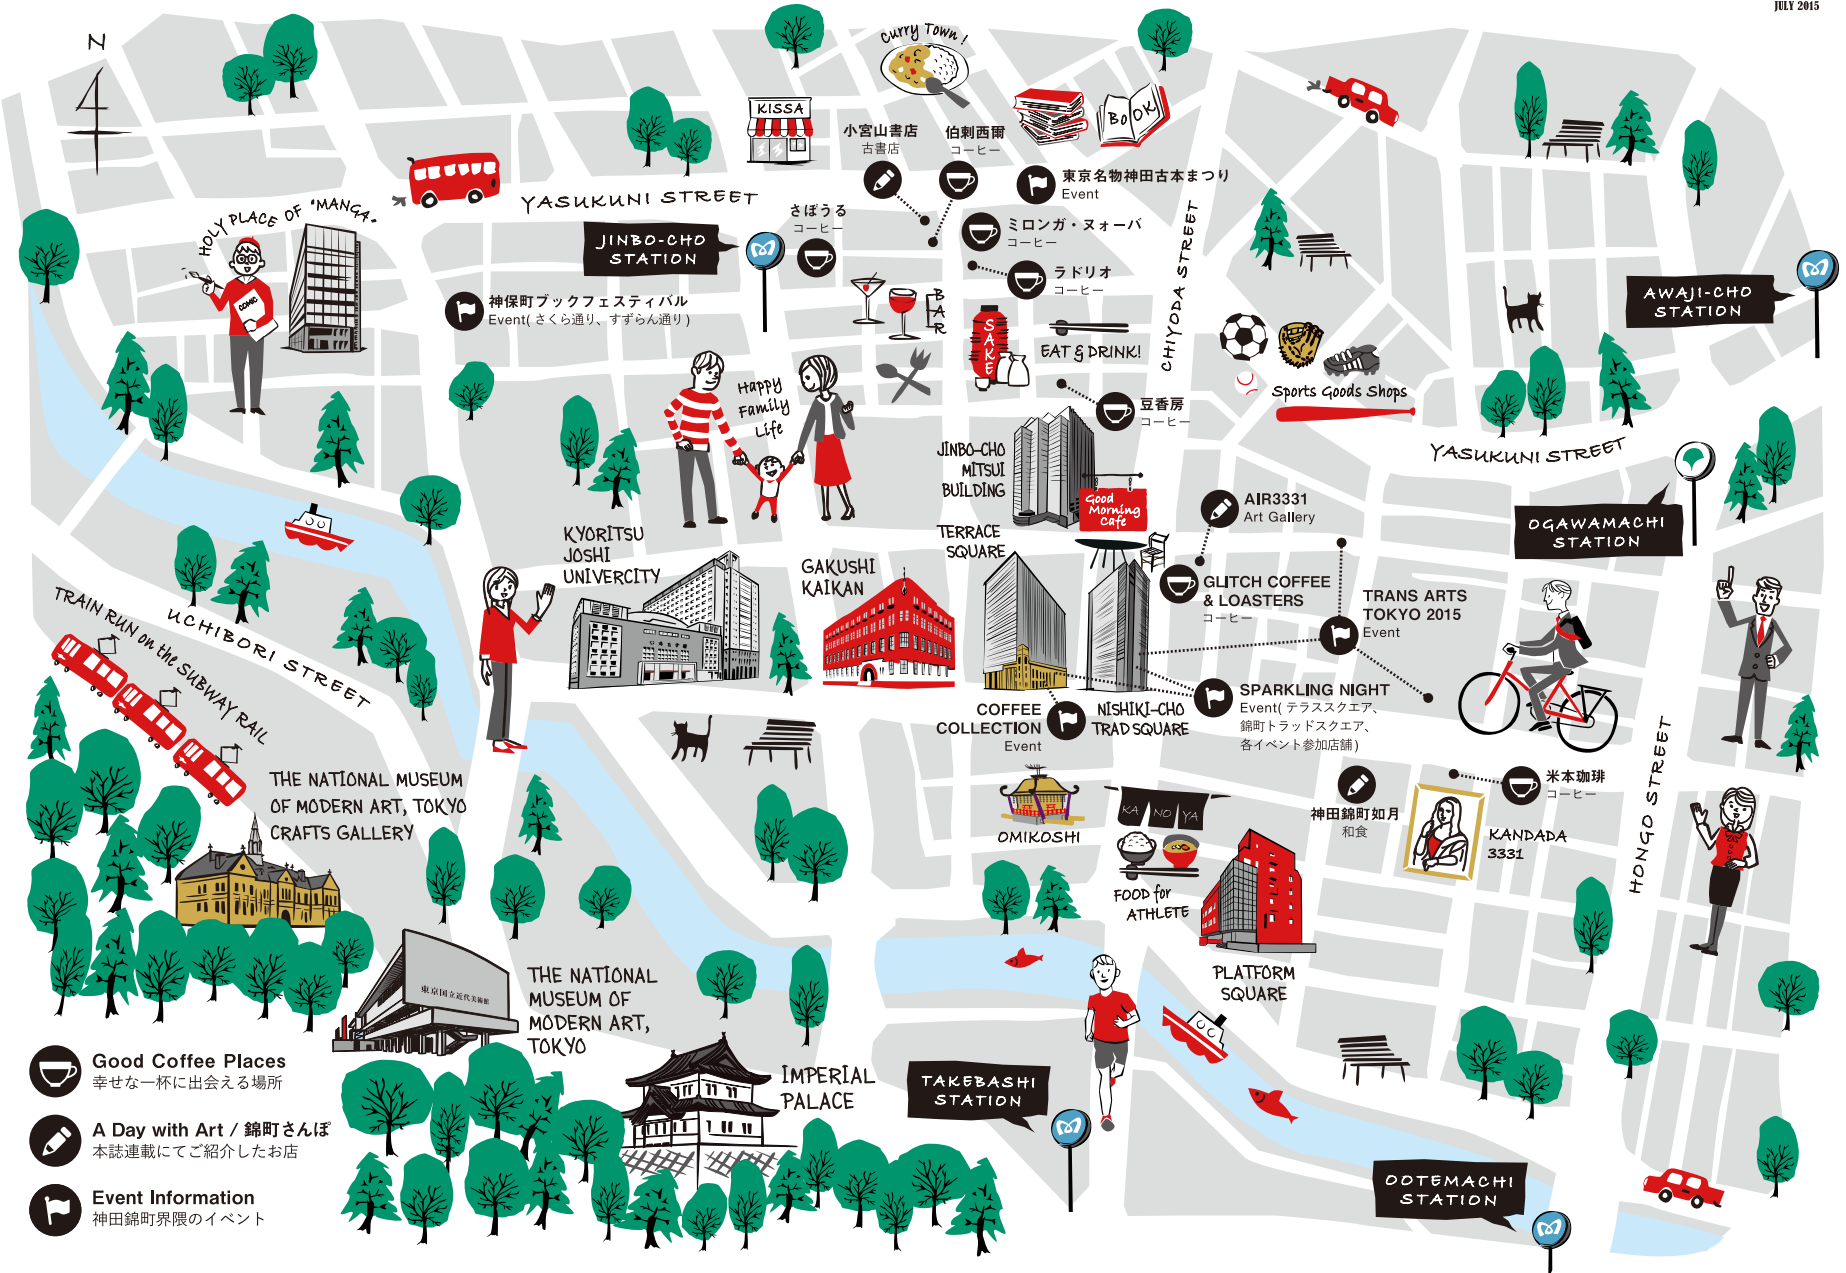 JULY 2015
N
Curry Town !
KISSA
BOOK
小宮山書店
古書店
伯剌西爾
コーヒー
東京名物神田古本まつり
Event
YASUKUNI STREET
HOLY PLACE OF "MANGA"
COMIC
JINBO-CHO
STATION
さぼうる
コーヒー
ミロンガ・ヌォーバ
コーヒー
ラドリオ
コーヒー
CHIYODA STREET
神保町ブックフェスティバル
Event( さくら通り、すずらん通り )
BAR
SAKE
EAT & DRINK!
AWAJI-CHO
STATION
Sports Goods Shops
Happy
Family
Life
豆香房
コーヒー
JINBO-CHO
MITSUI
BUILDING
Good
Morning
Cafe
YASUKUNI STREET
AIR3331
Art Gallery
OGAWAMACHI
STATION
KYORITSU
JOSHI
UNIVERCITY
GAKUSHI
KAIKAN
TERRACE
SQUARE
GLITCH COFFEE
& LOASTERS
コーヒー
TRANS ARTS
TOKYO 2015
Event
TRAIN RUN on the SUBWAY RAIL
UCHIBORI STREET
COFFEE
COLLECTION
Event
NISHIKI-CHO
TRAD SQUARE
SPARKLING NIGHT
Event( テラススクエア、
錦町トラッドスクエア、
各イベント参加店舗 )
HONGO STREET
THE NATIONAL MUSEUM
OF MODERN ART, TOKYO
CRAFTS GALLERY
OMIKOSHI
KA NO YA
FOOD for
ATHLETE
神田錦町如月
和食
米本珈琲
コーヒー
KANDADA
3331
PLATFORM
SQUARE
東京国立近代美術館
THE NATIONAL
MUSEUM OF
MODERN ART,
TOKYO
IMPERIAL
PALACE
TAKEBASHI
STATION
OOTEMACHI
STATION
Good Coffee Places
幸せな一杯に出会える場所
A Day with Art / 錦町さんぽ
本誌連載にてご紹介したお店
Event Information
神田錦町界隈のイベント